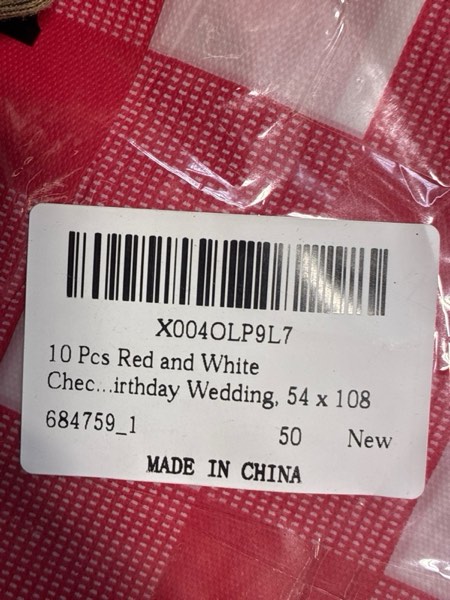 X004OLP9L7
10 Pcs Red and White
Chec...irthday Wedding, 54 x 108
684759_1 50 New
MADE IN CHINA